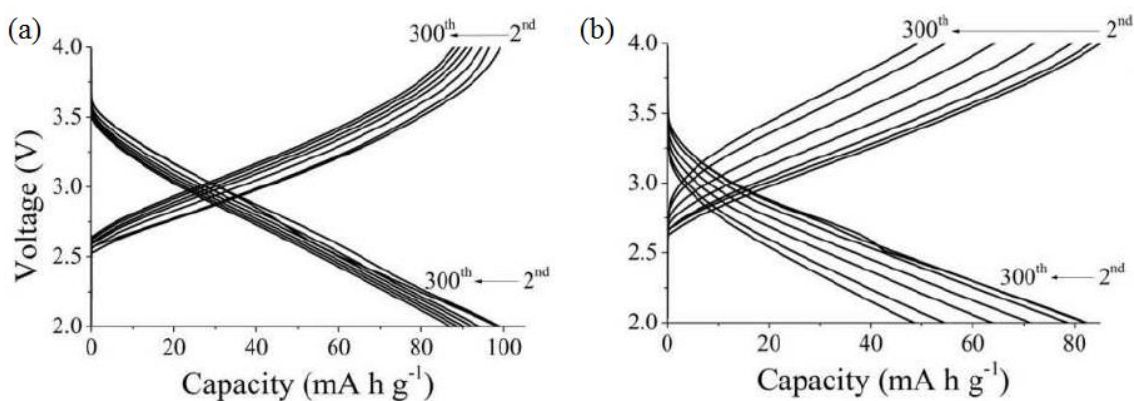 (a)
300th 2nd
4.0
3.5
3.0
2.5
2.0
Voltage (V)
300th 2nd
0 20 40 60 80 100
Capacity (mA h g-1)
(b)
300th 2nd
4.0
3.5
3.0
2.5
2.0
300th 2nd
0 20 40 60 80
Capacity (mA h g-1)